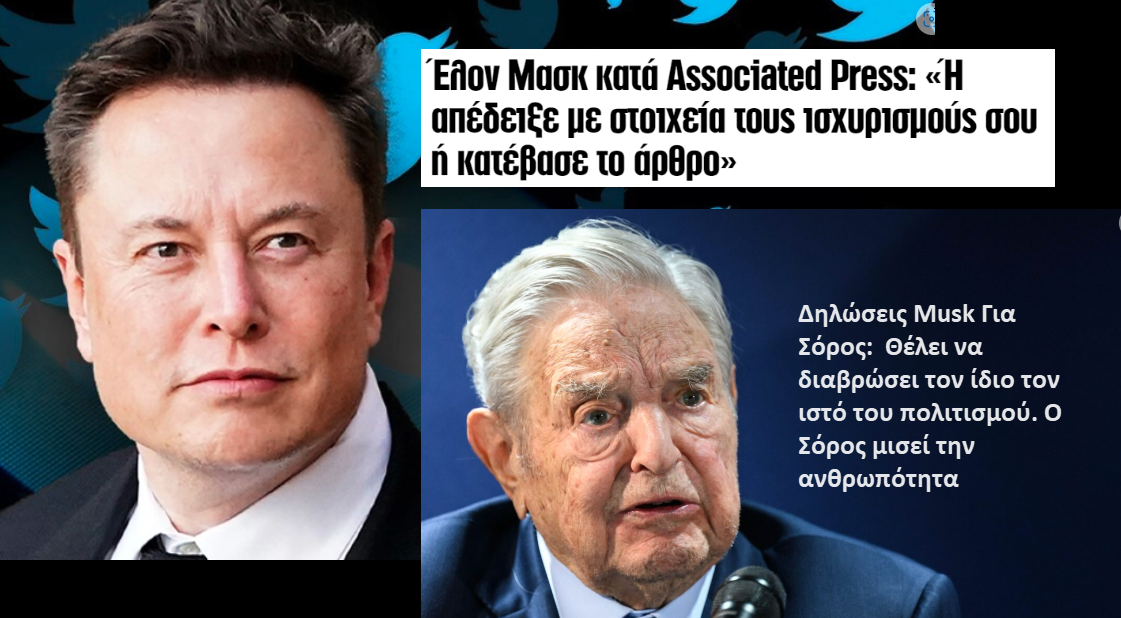 Έλον Μασκ κατά Associated Press: «Ή
απέδειξε με στοιχεία τους ισχυρισμούς σου
ή κατέβασε το άρθρο»
Δηλώσεις Musk Για
Σόρος:  Θέλει να
διαβρώσει τον ίδιο τον
ιστό του πολιτισμού. Ο
Σόρος μισεί την
ανθρωπότητα